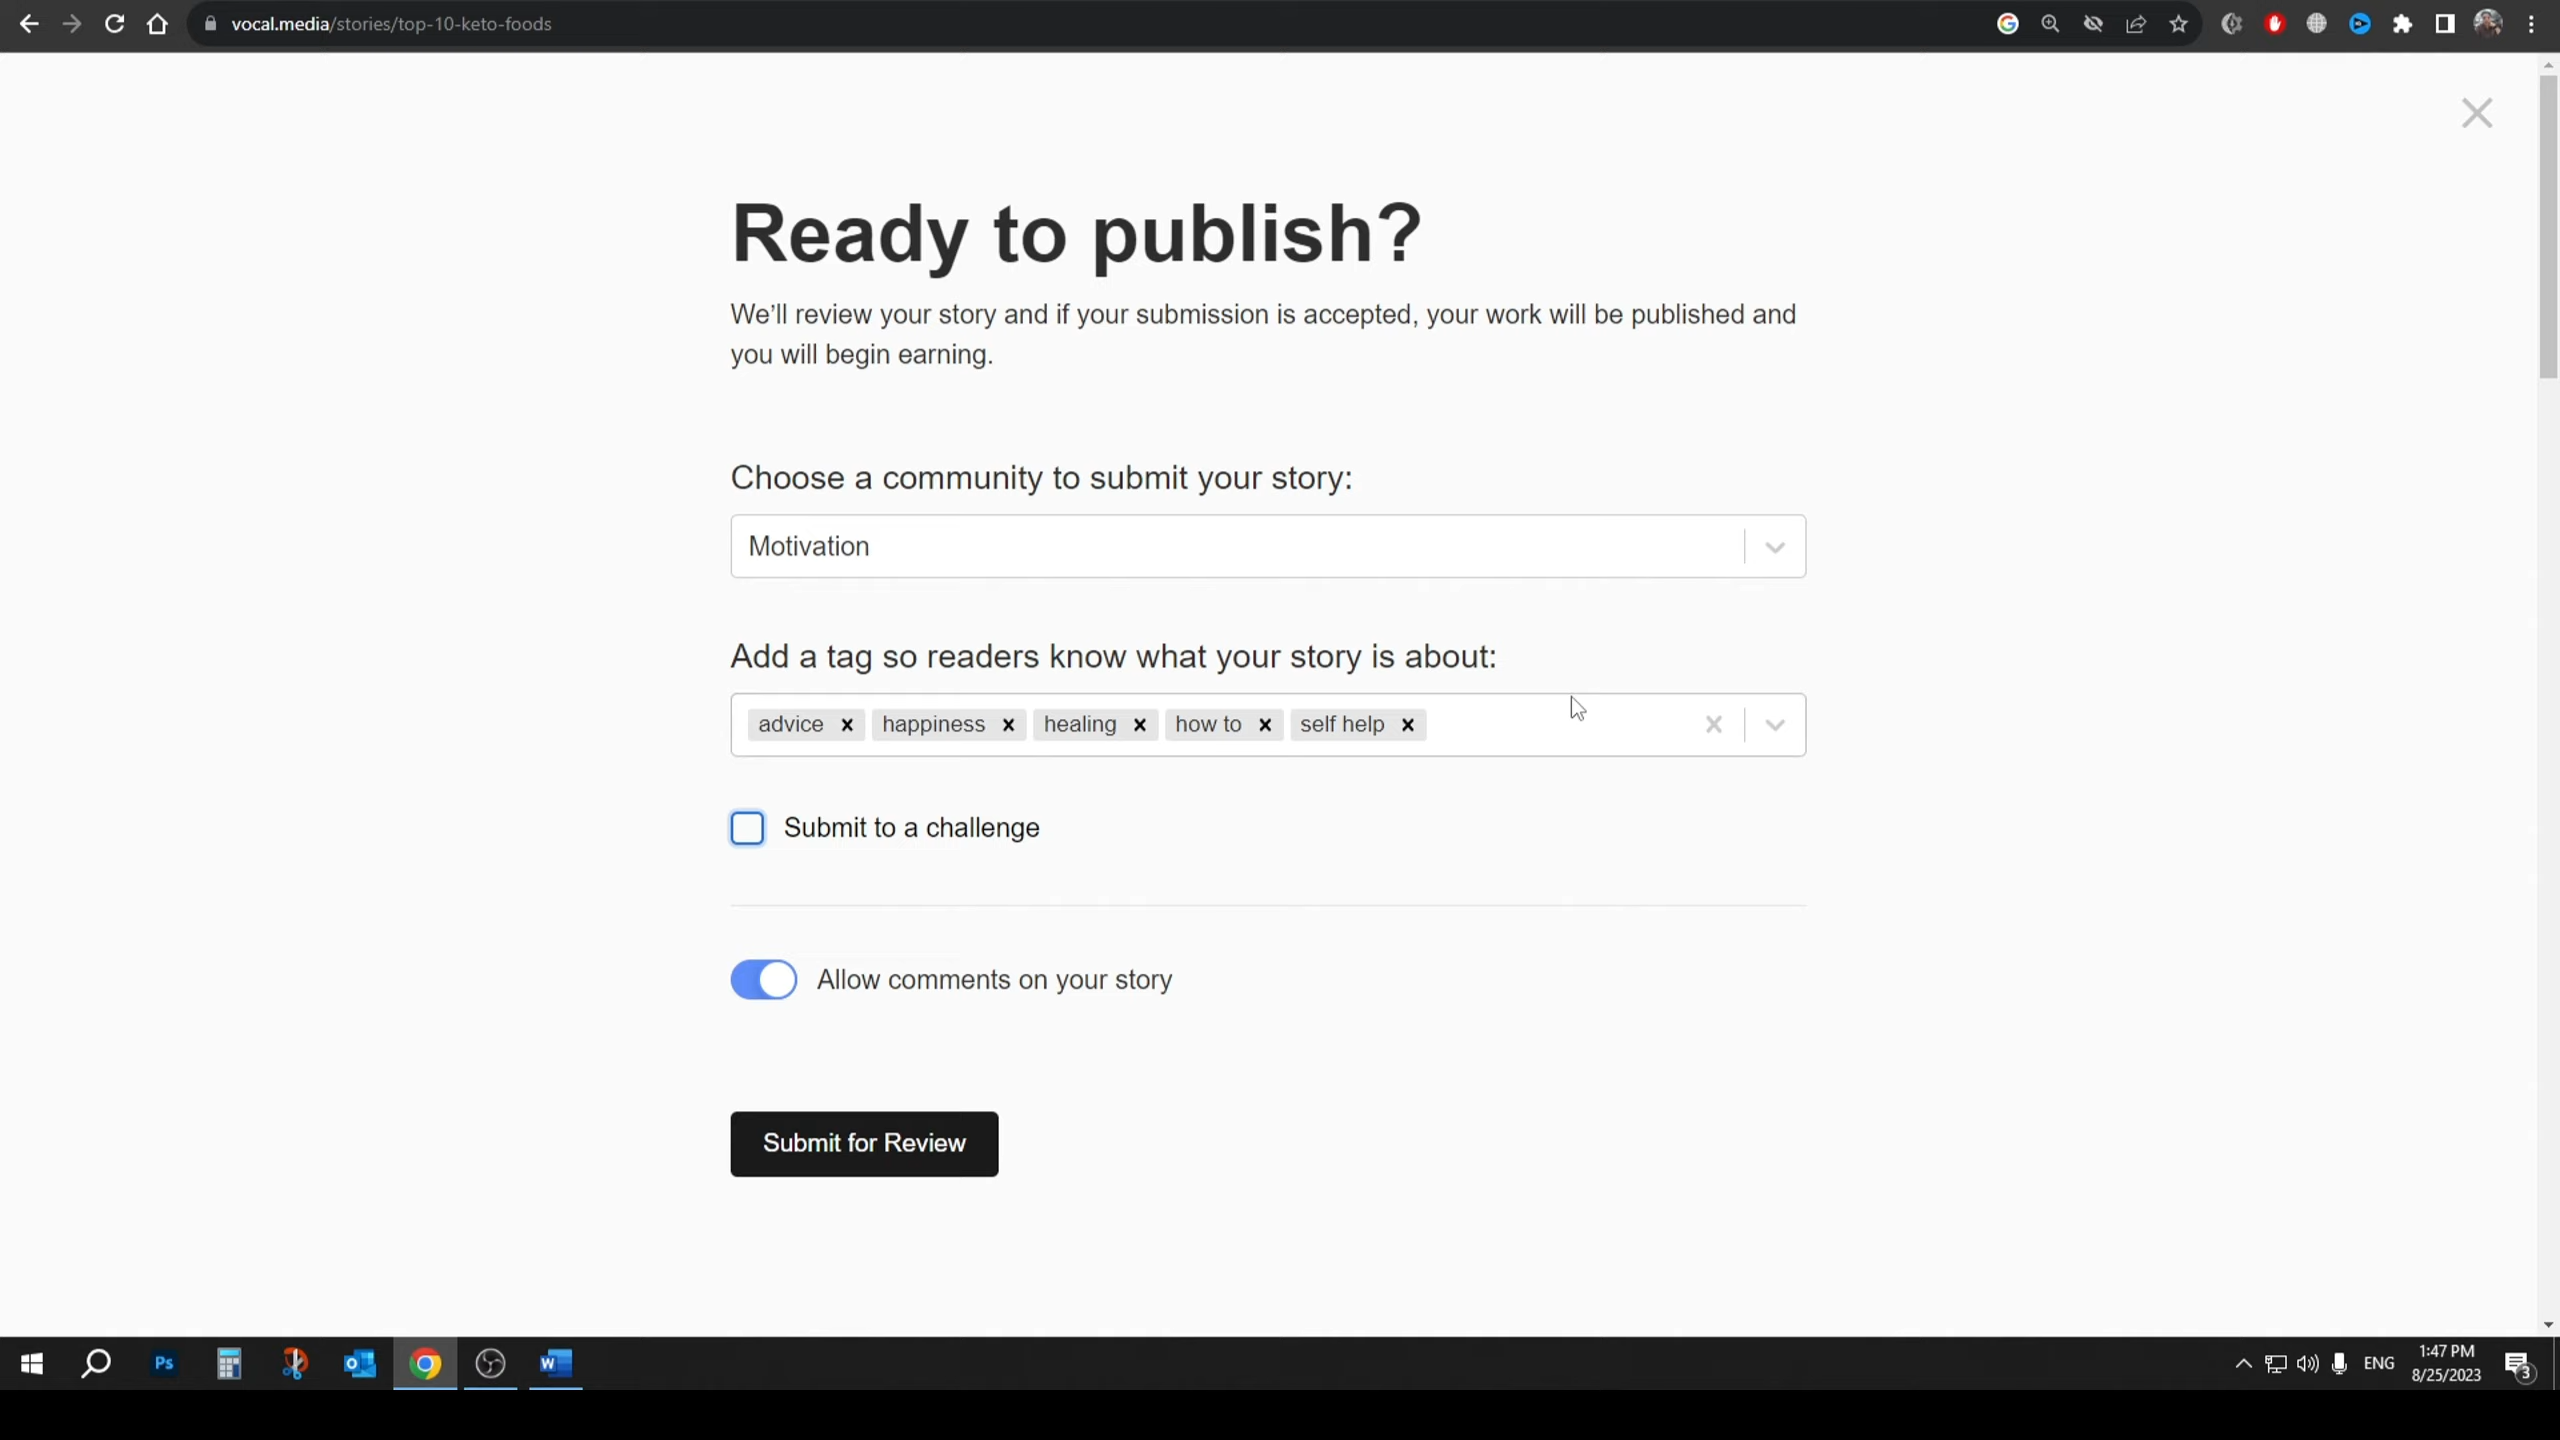 vocal.media/stories/top-10-keto-foods
Ready to publish?
We'll review your story and if your submission is accepted, your work will be published and
you will begin earning.
Choose a community to submit your story:
Motivation
Add a tag so readers know what your story is about:
advice happiness healing how to self help
Submit to a challenge
Allow comments on your story
Submit for Review
Ps
ENG
1:47 PM
8/25/2023
3